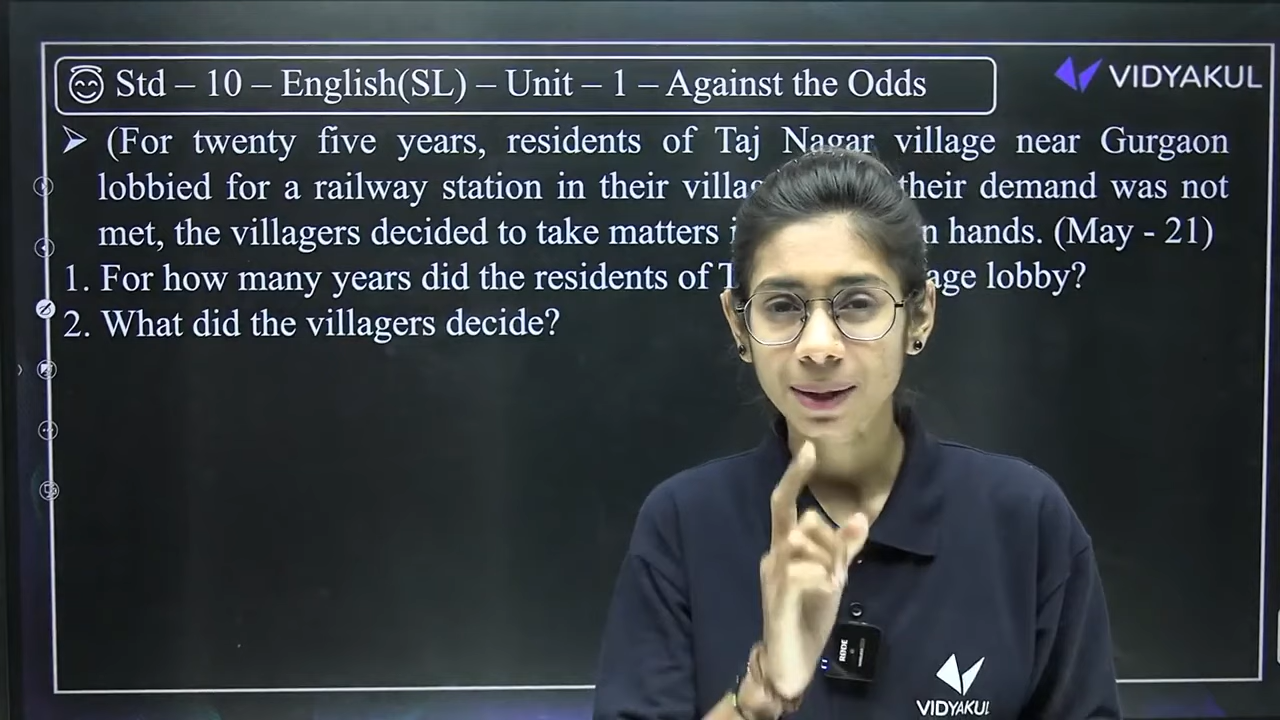 Std – 10 – English(SL) – Unit – 1 – Against the Odds
VIDYAKUL
(For twenty five years, residents of Taj Nagar village near Gurgaon
lobbied for a railway station in their their demand was not
met, the villagers decided to take matters hands. (May - 21)
1. For how many years did the residents of lobby?
2. What did the villagers decide?
RODE
VIDYAKUL